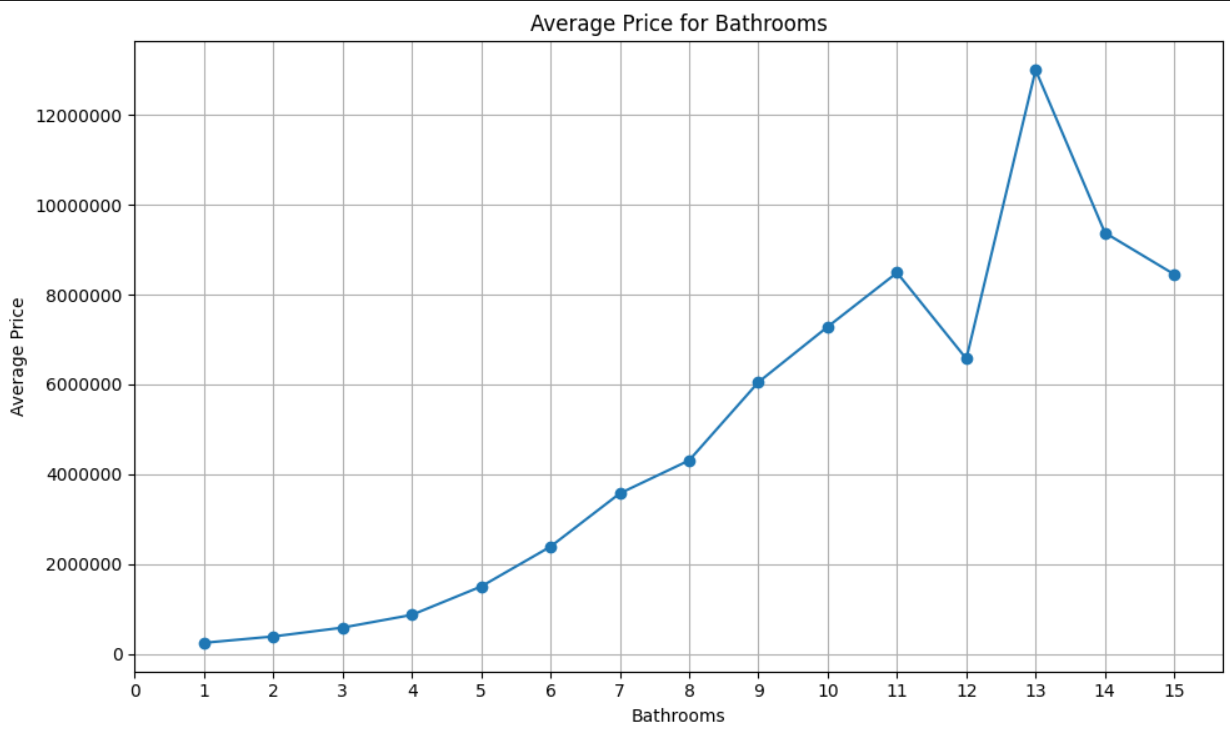 Average Price for Bathrooms
12000000
10000000
8000000
6000000
4000000
2000000
0
Average Price
0 1 2 3 4 5 6 7 8 9 10 11 12 13 14 15
Bathrooms